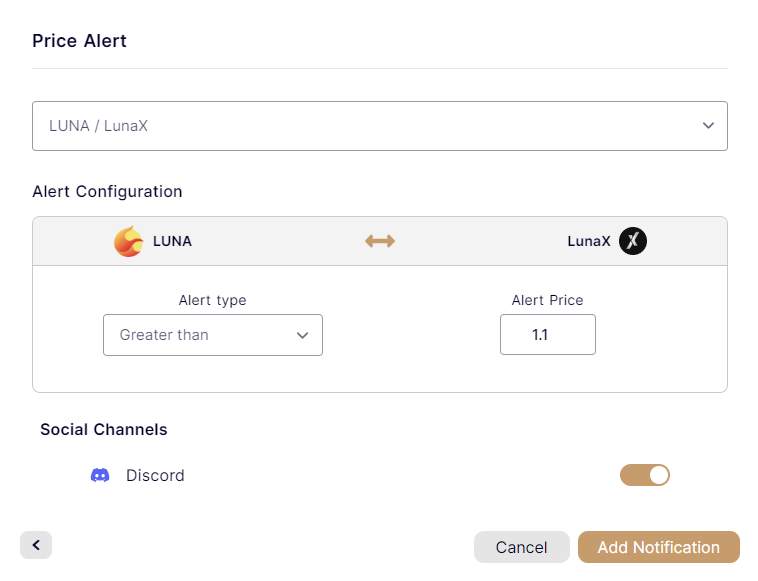 Price Alert
LUNA / LunaX
Alert Configuration
LUNA LunaX
Alert type Alert Price
Greater than 1.1
Social Channels
Discord
Cancel Add Notification